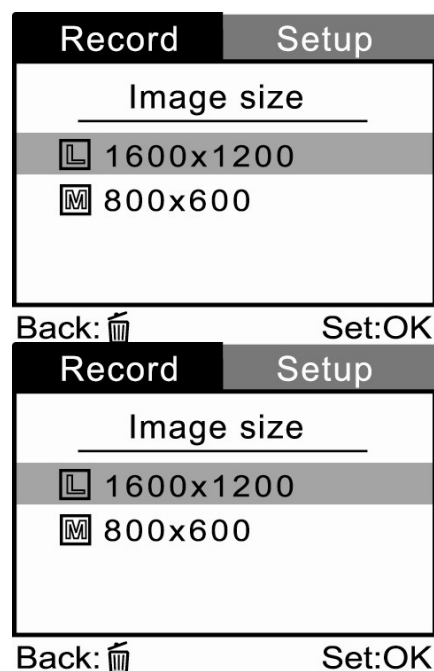 Record Setup
Image size
L 1600x1200
M 800x600
Back: Set:OK
Record Setup
Image size
L 1600x1200
M 800x600
Back: Set:OK